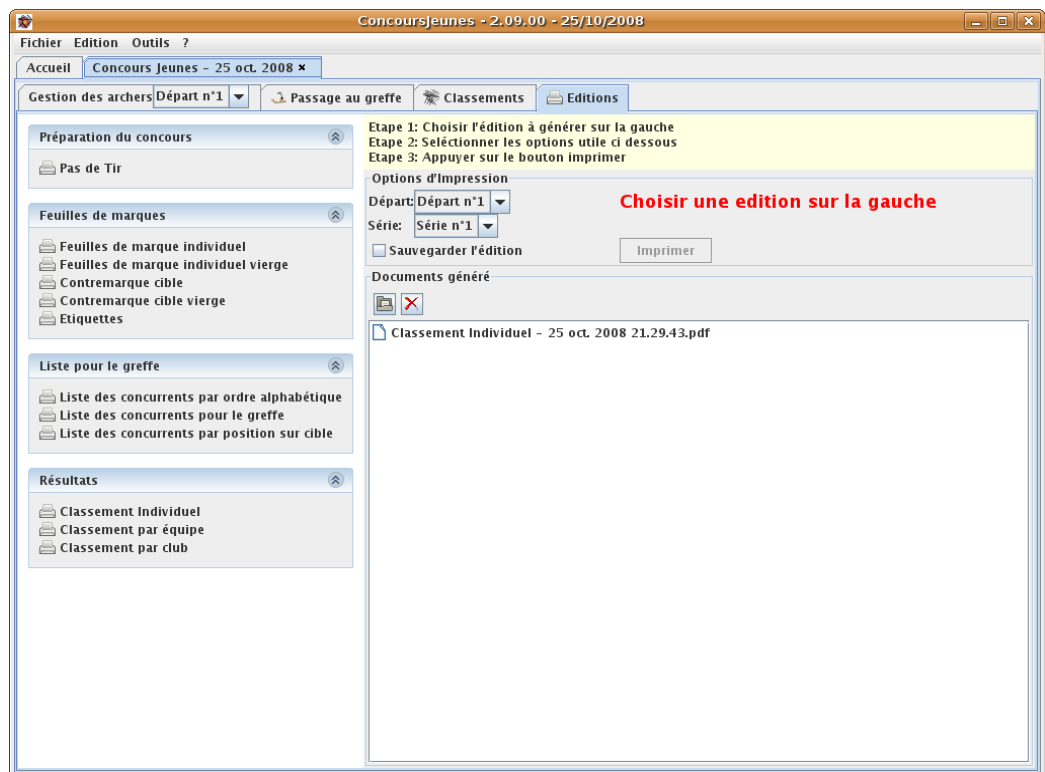 ConcoursJeunes - 2.09.00 - 25/10/2008
Fichier Edition Outils ?
Accueil Concours Jeunes - 25 oct. 2008 ×
Gestion des archers Départ n°1 Passage au greffe Classements Editions
Préparation du concours
Pas de Tir
Feuilles de marques
Feuilles de marque individuel
Feuilles de marque individuel vierge
Contremarque cible
Contremarque cible vierge
Etiquettes
Liste pour le greffe
Liste des concurrents par ordre alphabétique
Liste des concurrents pour le greffe
Liste des concurrents par position sur cible
Résultats
Classement Individuel
Classement par équipe
Classement par club
Etape 1: Choisir l'édition à générer sur la gauche
Etape 2: Seléctionner les options utile ci dessous
Etape 3: Appuyer sur le bouton imprimer
Options d'Impression
Départ: Départ n°1
Choisir une edition sur la gauche
Série: Série n°1
Sauvegarder l'édition
Imprimer
Documents généré
Classement Individuel - 25 oct. 2008 21.29.43.pdf